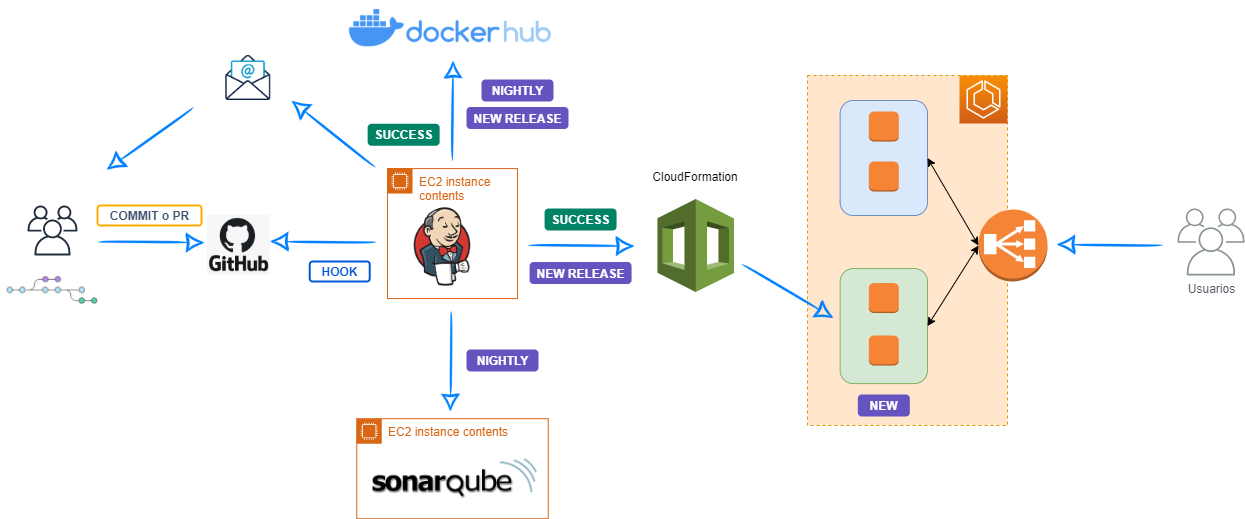 docker hub
@
NIGHTLY
NEW RELEASE
SUCCESS
EC2 instance
contents
CloudFormation
COMMIT o PR
GitHub
HOOK
SUCCESS
NEW RELEASE
Usuarios
NIGHTLY
NEW
EC2 instance contents
sonarqube